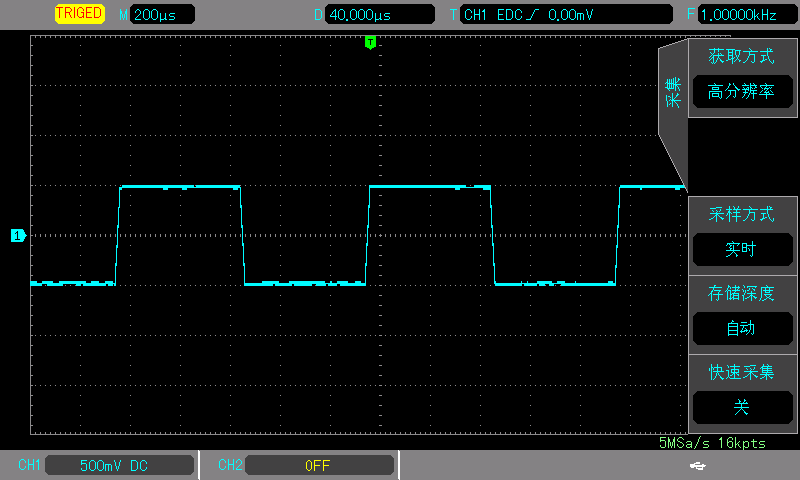 TRIGED M 200μs D 40.000μs T CH1 EDC 0.00mV F 1.00000kHz
T
获取方式
采集
高分辨率
采样方式
1
实时
存储深度
自动
快速采集
关
5MSa/s 16kpts
CH1 500mV DC CH2 OFF